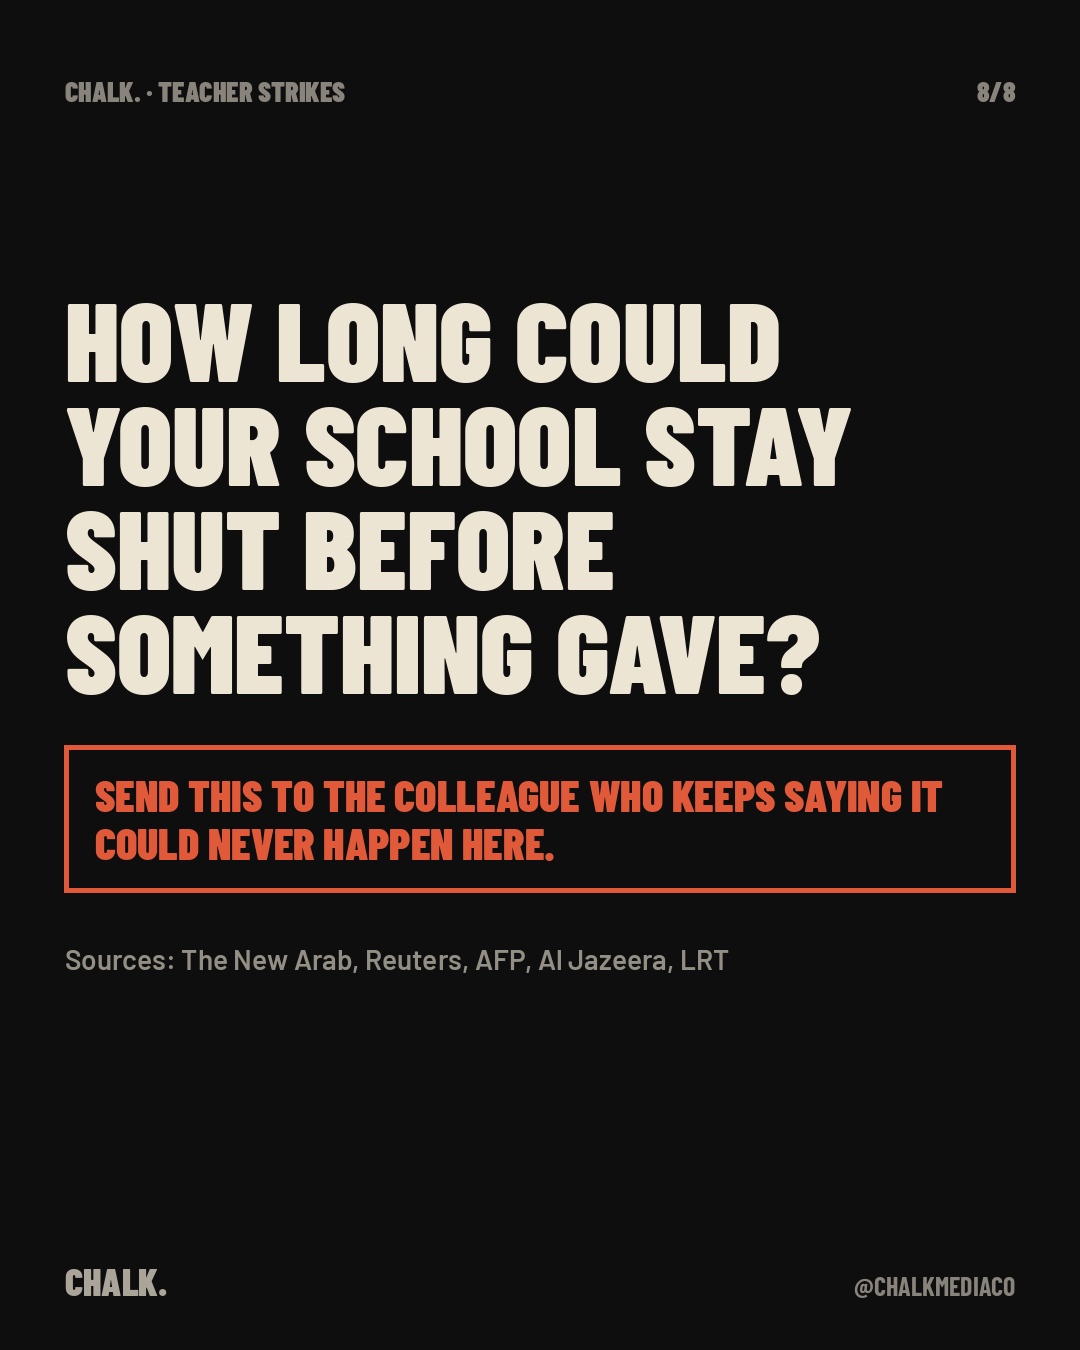 CHALK. · TEACHER STRIKES
8/8
HOW LONG COULD
YOUR SCHOOL STAY
SHUT BEFORE
SOMETHING GAVE?
SEND THIS TO THE COLLEAGUE WHO KEEPS SAYING IT
COULD NEVER HAPPEN HERE.
Sources: The New Arab, Reuters, AFP, Al Jazeera, LRT
CHALK.
@CHALKMEDIACO